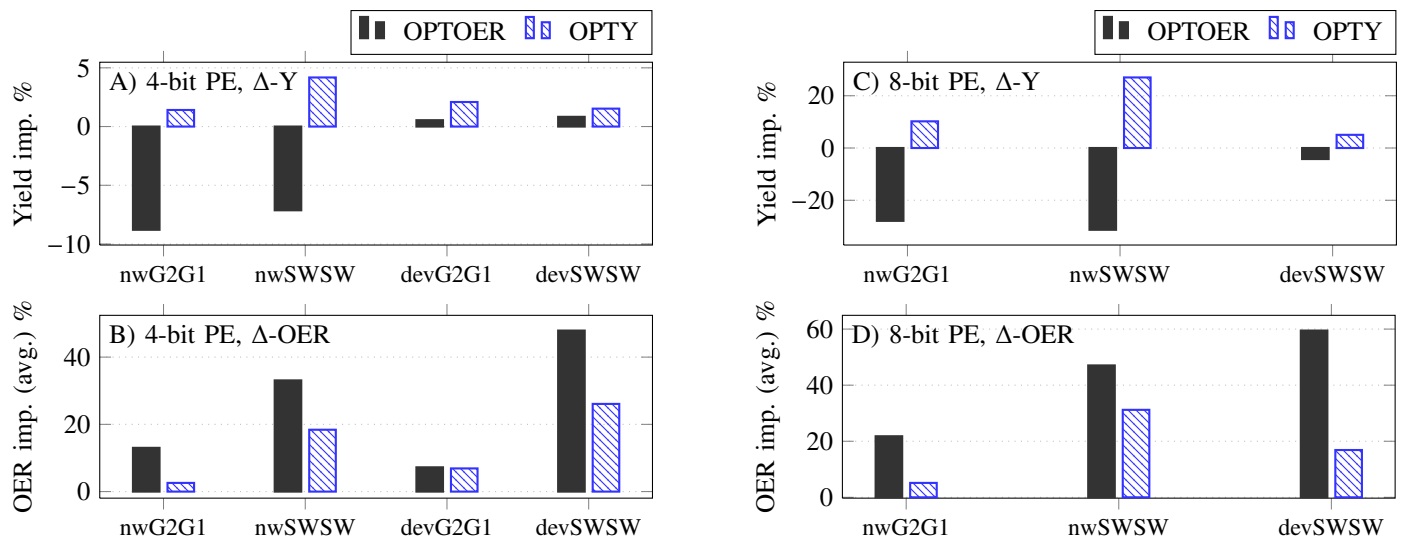 OPTOER OPTY
A) 4-bit PE, Δ-Y
Yield imp. %
5
0
−5
−10
nwG2G1 nwSWSW devG2G1 devSWSW
B) 4-bit PE, Δ-OER
OER imp. (avg.) %
40
20
0
nwG2G1 nwSWSW devG2G1 devSWSW
OPTOER OPTY
C) 8-bit PE, Δ-Y
Yield imp. %
20
0
−20
nwG2G1 nwSWSW devSWSW
D) 8-bit PE, Δ-OER
OER imp. (avg.) %
60
40
20
0
nwG2G1 nwSWSW devSWSW